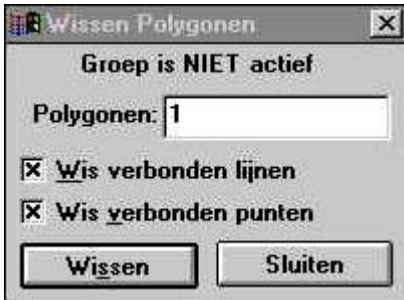 Wissen Polygonen
Groep is NIET actief
Polygonen: 1
Wis verbonden lijnen
Wis verbonden punten
Wissen Sluiten